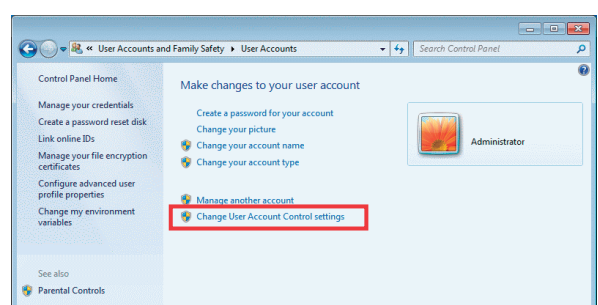 « User Accounts and Family Safety ▸ User Accounts
Search Control Panel
Control Panel Home
Manage your credentials
Create a password reset disk
Link online IDs
Manage your file encryption
certificates
Configure advanced user
profile properties
Change my environment
variables
See also
Parental Controls
Make changes to your user account
Create a password for your account
Change your picture
Change your account name
Change your account type
Manage another account
Change User Account Control settings
Administrator